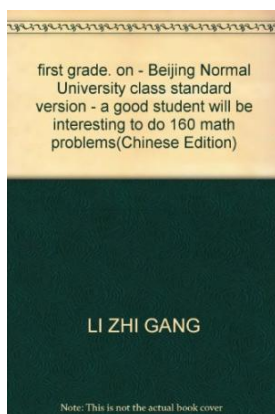 first grade. on - Beijing Normal
University class standard
version - a good student will be
interesting to do 160 math
problems(Chinese Edition)
LI ZHI GANG
Note: This is not the actual book cover